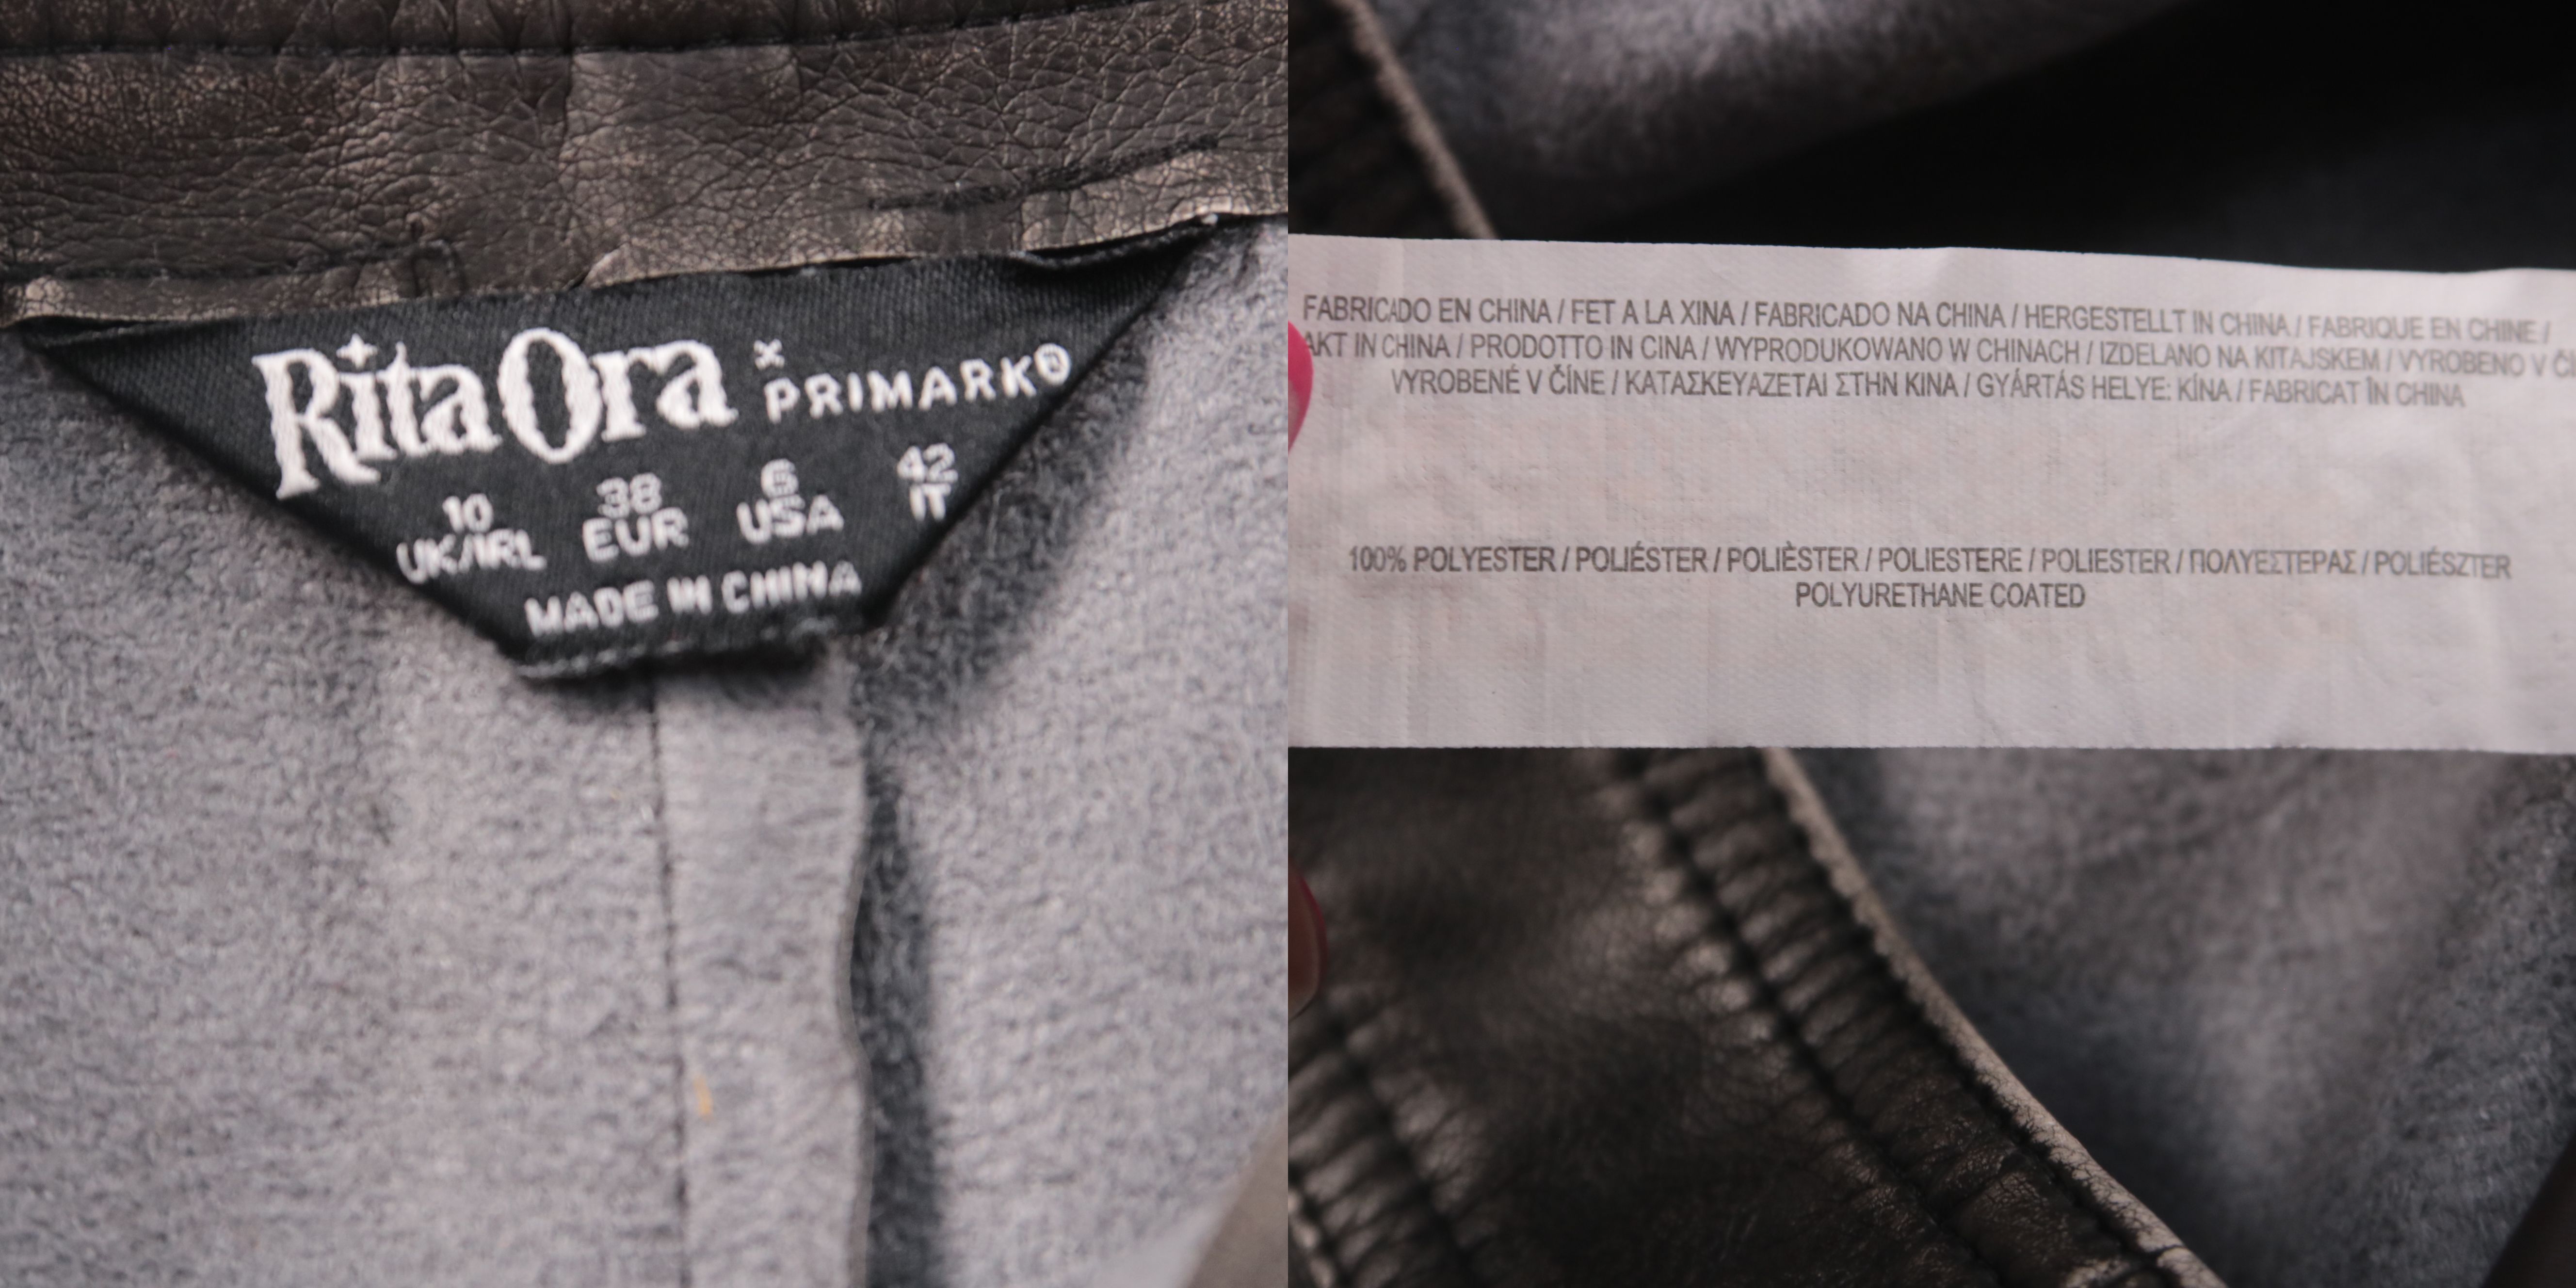 Rita Ora x PRIMARK®
10 38 6 42
UK/IRL EUR USA IT
MADE IN CHINA
FABRICADO EN CHINA / FET A LA XINA / FABRICADO NA CHINA / HERGESTELLT IN CHINA / FABRIQUE EN CHINE /
AKT IN CHINA / PRODOTTO IN CINA / WYPRODUKOWANO W CHINACH / IZDELANO NA KITAJSKEM / VYROBENO V
VYROBENÉ V ČÍNE / ΚΑΤΑΣΚΕΥΑΖΕΤΑΙ ΣΤΗΝ ΚΙΝΑ / GYÁRTÁS HELYE: KÍNA / FABRICAT ÎN CHINA
100% POLYESTER / POLIÉSTER / POLIÈSTER / POLIESTERE / POLIESTER / ΠΟΛΥΕΣΤΕΡΑΣ / POLIÉSZTER
POLYURETHANE COATED